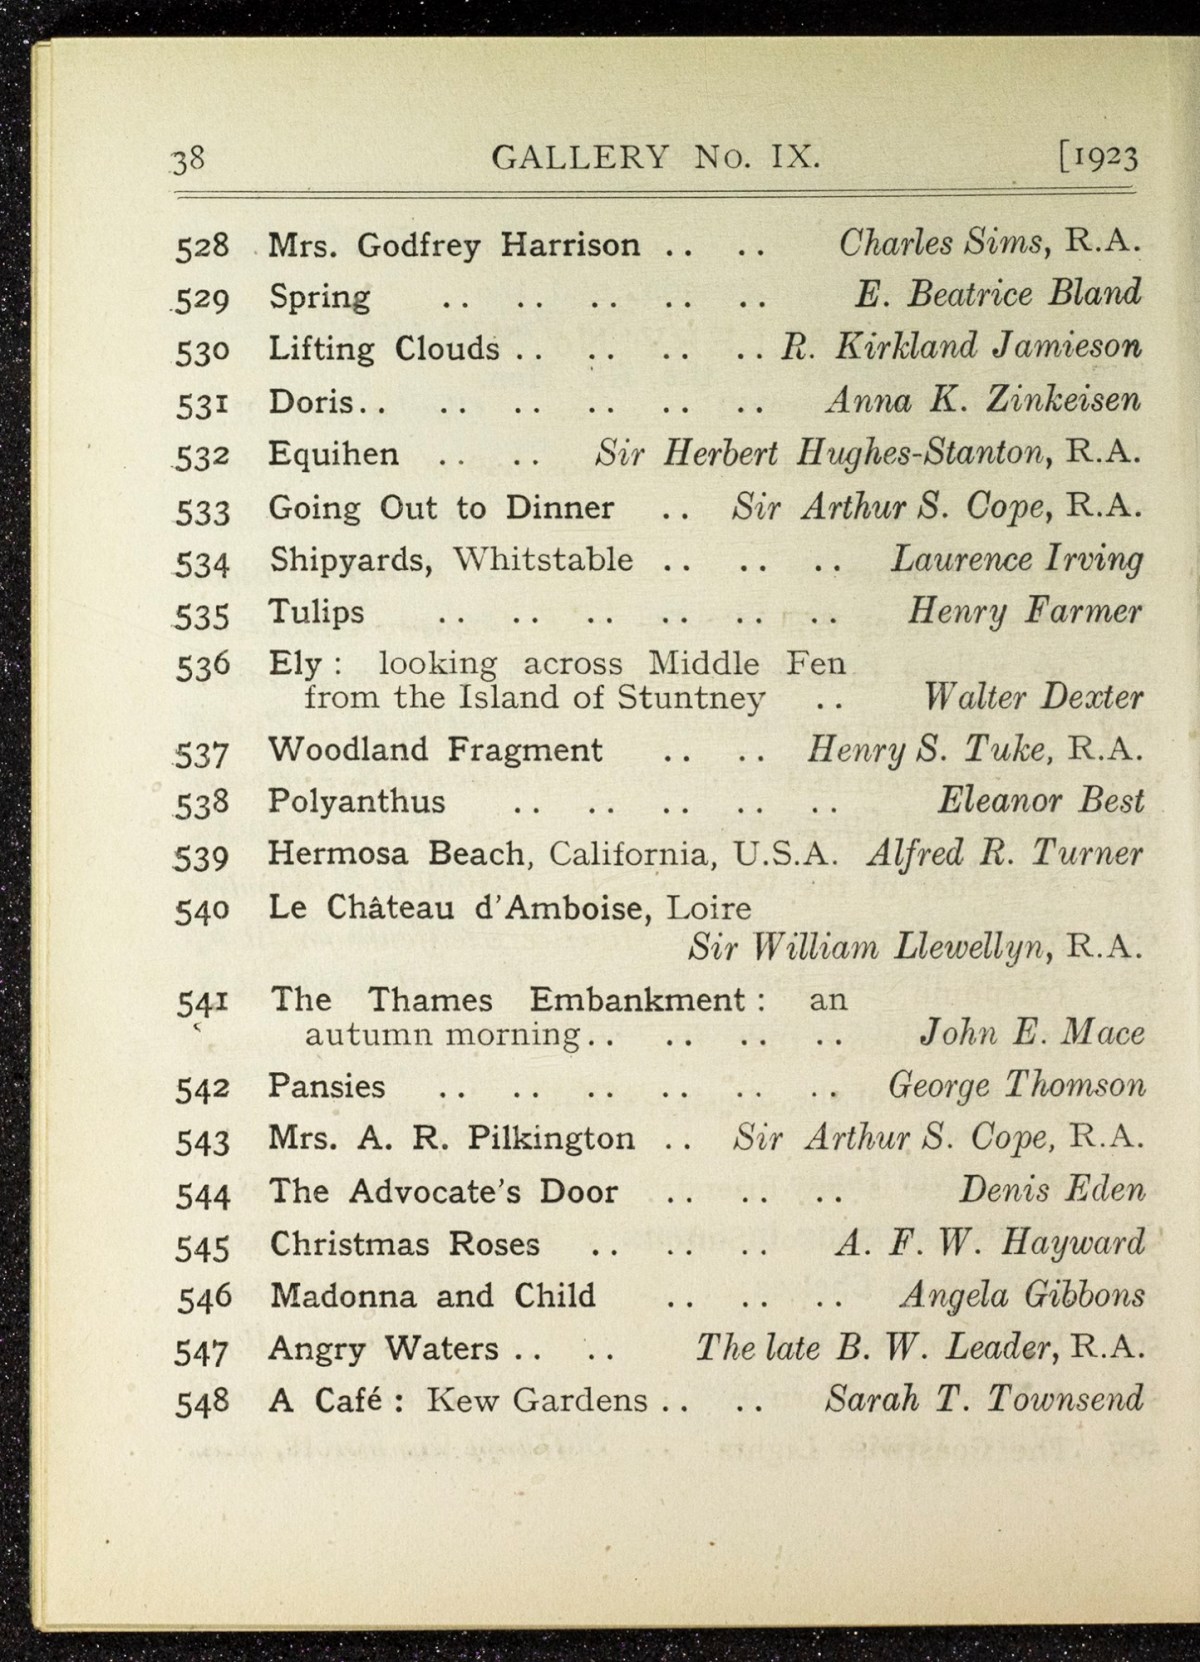 38 GALLERY No. IX. [1923
528 Mrs. Godfrey Harrison .. .. Charles Sims, R.A.
529 Spring .. .. .. .. .. E. Beatrice Bland
530 Lifting Clouds .. .. .. .. R. Kirkland Jamieson
531 Doris .. .. .. .. .. .. Anna K. Zinkeisen
532 Equihen .. .. Sir Herbert Hughes-Stanton, R.A.
533 Going Out to Dinner .. Sir Arthur S. Cope, R.A.
534 Shipyards, Whitstable .. .. .. Laurence Irving
535 Tulips .. .. .. .. .. .. Henry Farmer
536 Ely : looking across Middle Fen
from the Island of Stuntney .. Walter Dexter
537 Woodland Fragment .. .. Henry S. Tuke, R.A.
538 Polyanthus .. .. .. .. .. Eleanor Best
539 Hermosa Beach, California, U.S.A. Alfred R. Turner
540 Le Château d'Amboise, Loire
Sir William Llewellyn, R.A.
541 The Thames Embankment : an
autumn morning .. .. .. .. John E. Mace
542 Pansies .. .. .. .. .. .. George Thomson
543 Mrs. A. R. Pilkington .. Sir Arthur S. Cope, R.A.
544 The Advocate's Door .. .. .. Denis Eden
545 Christmas Roses .. .. .. A. F. W. Hayward
546 Madonna and Child .. .. .. Angela Gibbons
547 Angry Waters .. .. The late B. W. Leader, R.A.
548 A Café : Kew Gardens .. .. Sarah T. Townsend